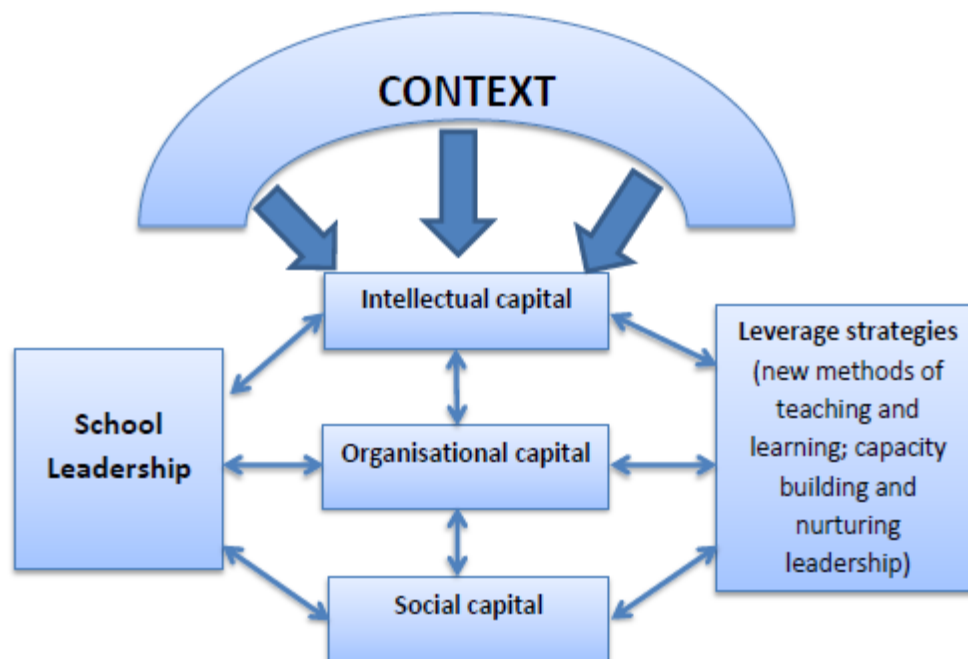 CONTEXT
Intellectual capital
School
Leadership
Organisational capital
Social capital
Leverage strategies
(new methods of
teaching and
learning; capacity
building and
nurturing
leadership)